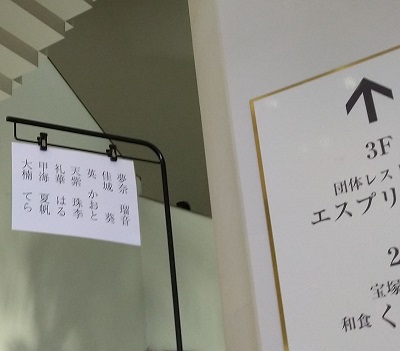 夢奈 瑠音
佳城 葵
英 かおと
天紫 珠李
礼華 はる
甲海 夏帆
大楠 てら
3F
団体レス
エスプリ
2
宝塚
和食 く